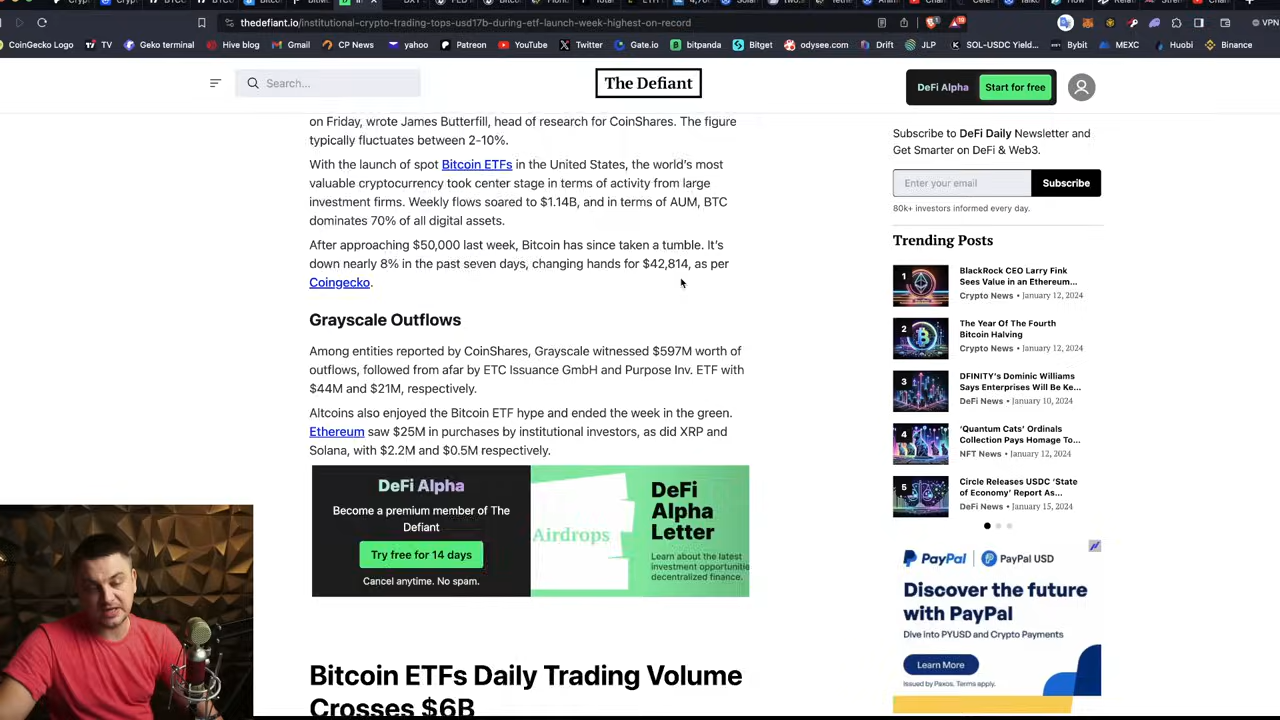 thedefiant.io/institutional-crypto-trading-tops-usd17b-during-etf-launch-week-highest-on-record
VPN
CoinGecko Logo
TV
Geko terminal
Hive blog
Gmail
CP News
yahoo
Patreon
YouTube
Twitter
Gate.io
bitpanda
Bitget
odysee.com
Drift
JLP
SOL-USDC Yield...
Bybit
MEXC
Huobi
Binance
Search...
The Defiant
DeFi Alpha
Start for free
on Friday, wrote James Butterfill, head of research for CoinShares. The figure
typically fluctuates between 2-10%.
With the launch of spot Bitcoin ETFs in the United States, the world's most
valuable cryptocurrency took center stage in terms of activity from large
investment firms. Weekly flows soared to $1.14B, and in terms of AUM, BTC
dominates 70% of all digital assets.
After approaching $50,000 last week, Bitcoin has since taken a tumble. It's
down nearly 8% in the past seven days, changing hands for $42,814, as per
Coingecko.
Grayscale Outflows
Among entities reported by CoinShares, Grayscale witnessed $597M worth of
outflows, followed from afar by ETC Issuance GmbH and Purpose Inv. ETF with
$44M and $21M, respectively.
Altcoins also enjoyed the Bitcoin ETF hype and ended the week in the green.
Ethereum saw $25M in purchases by institutional investors, as did XRP and
Solana, with $2.2M and $0.5M respectively.
DeFi Alpha
Become a premium member of The
Defiant
Try free for 14 days
Cancel anytime. No spam.
Airdrops
DeFi
Alpha
Letter
Learn about the latest
investment opportunitie
decentralized finance.
Bitcoin ETFs Daily Trading Volume
Crosses $6B
Subscribe to DeFi Daily Newsletter and
Get Smarter on DeFi & Web3.
Enter your email
Subscribe
80k+ investors informed every day.
Trending Posts
1
BlackRock CEO Larry Fink
Sees Value in an Ethereum...
Crypto News • January 12, 2024
2
The Year Of The Fourth
Bitcoin Halving
Crypto News • January 12, 2024
3
DFINITY's Dominic Williams
Says Enterprises Will Be Ke...
DeFi News • January 10, 2024
4
'Quantum Cats' Ordinals
Collection Pays Homage To...
NFT News • January 12, 2024
5
Circle Releases USDC 'State
of Economy' Report As...
DeFi News • January 15, 2024
PayPal
PayPal USD
Discover the future
with PayPal
Dive into PYUSD and Crypto Payments
Learn More
Issued by Paxos. Terms apply.